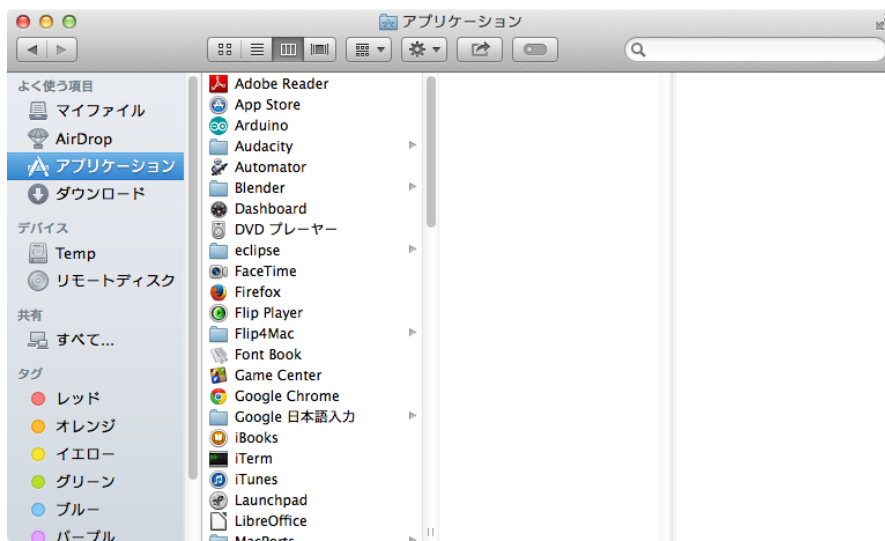 アプリケーション
よく使う項目
マイファイル
AirDrop
アプリケーション
ダウンロード
デバイス
Temp
リモートディスク
共有
すべて...
タグ
レッド
オレンジ
イエロー
グリーン
ブルー
パープル
Adobe Reader
App Store
Arduino
Audacity
Automator
Blender
Dashboard
DVD プレーヤー
eclipse
FaceTime
Firefox
Flip Player
Flip4Mac
Font Book
Game Center
Google Chrome
Google 日本語入力
iBooks
iTerm
iTunes
Launchpad
LibreOffice
MacPorts